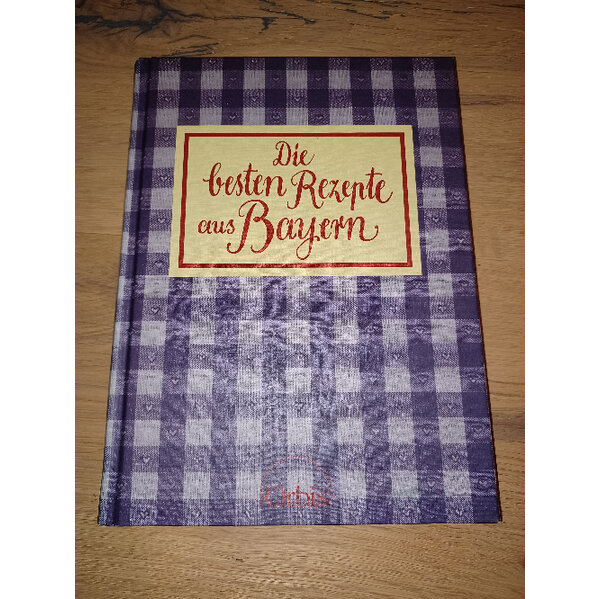 Die
besten Rezepte
aus Bayern
Orbis